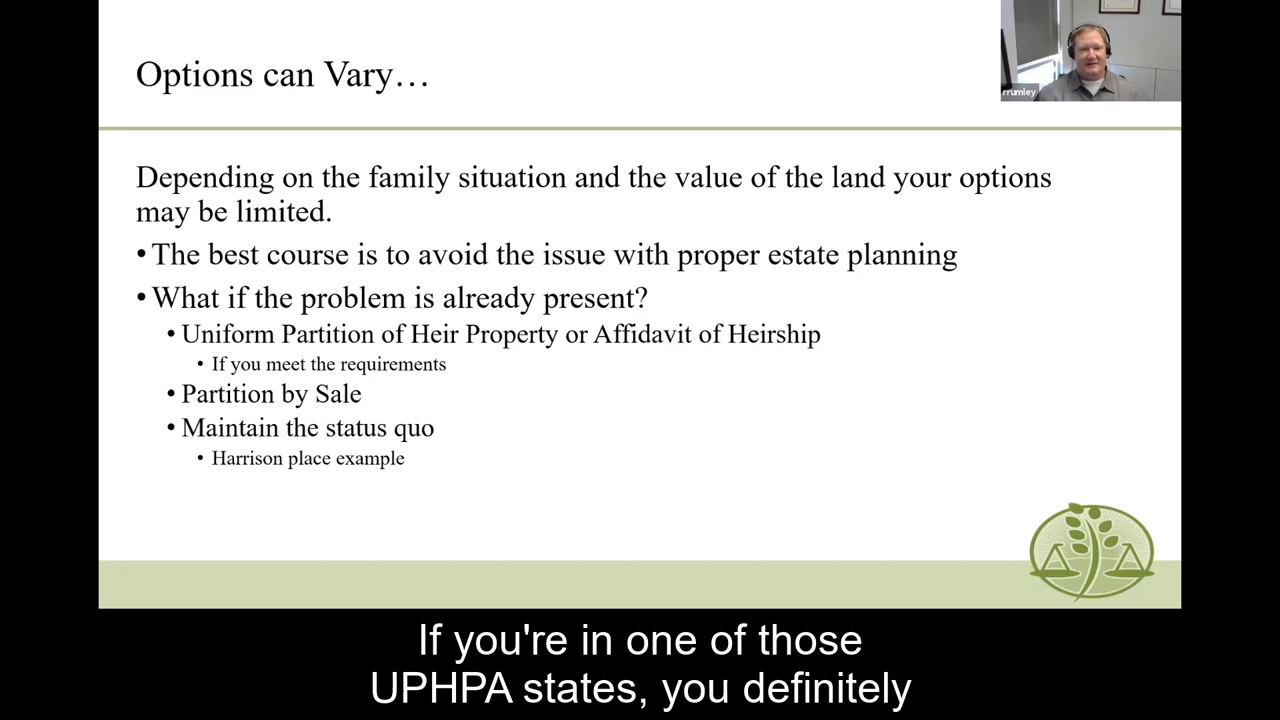 Options can Vary…
rrumley
Depending on the family situation and the value of the land your options
may be limited.
• The best course is to avoid the issue with proper estate planning
• What if the problem is already present?
• Uniform Partition of Heir Property or Affidavit of Heirship
• If you meet the requirements
• Partition by Sale
• Maintain the status quo
• Harrison place example
If you're in one of those
UPHPA states, you definitely